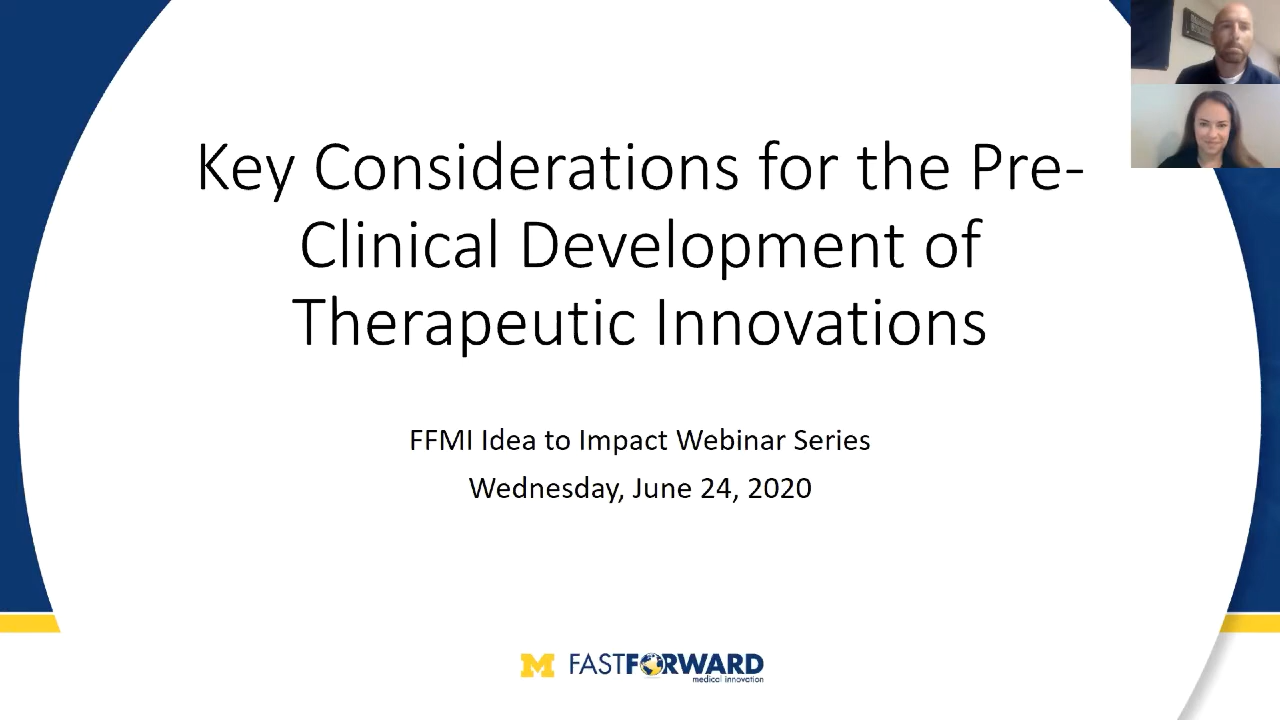 Key Considerations for the Pre-
Clinical Development of
Therapeutic Innovations
FFMI Idea to Impact Webinar Series
Wednesday, June 24, 2020
M FASTFORWARD
medical innovation